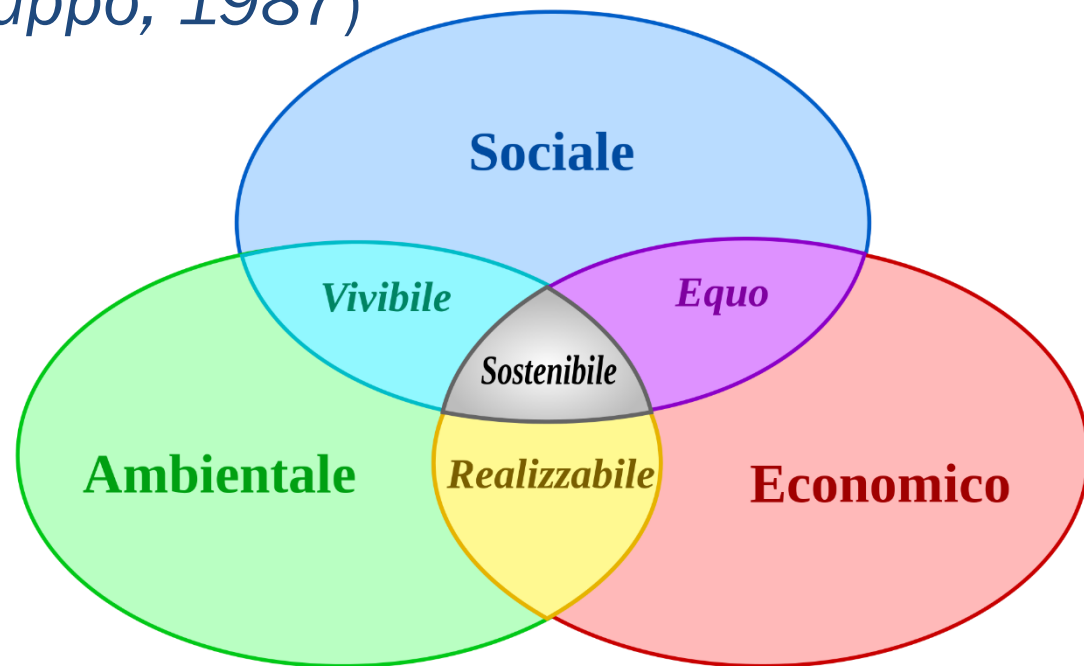 uppo, 1987)
Sociale
Vivibile
Equo
Sostenibile
Ambientale
Realizzabile
Economico